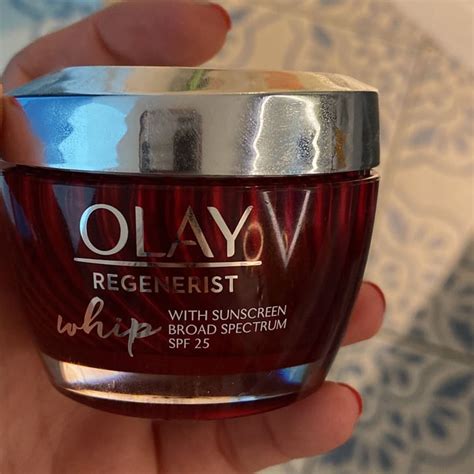 OLAY
REGENERIST
whip
WITH SUNSCREEN
BROAD SPECTRUM
SPF 25